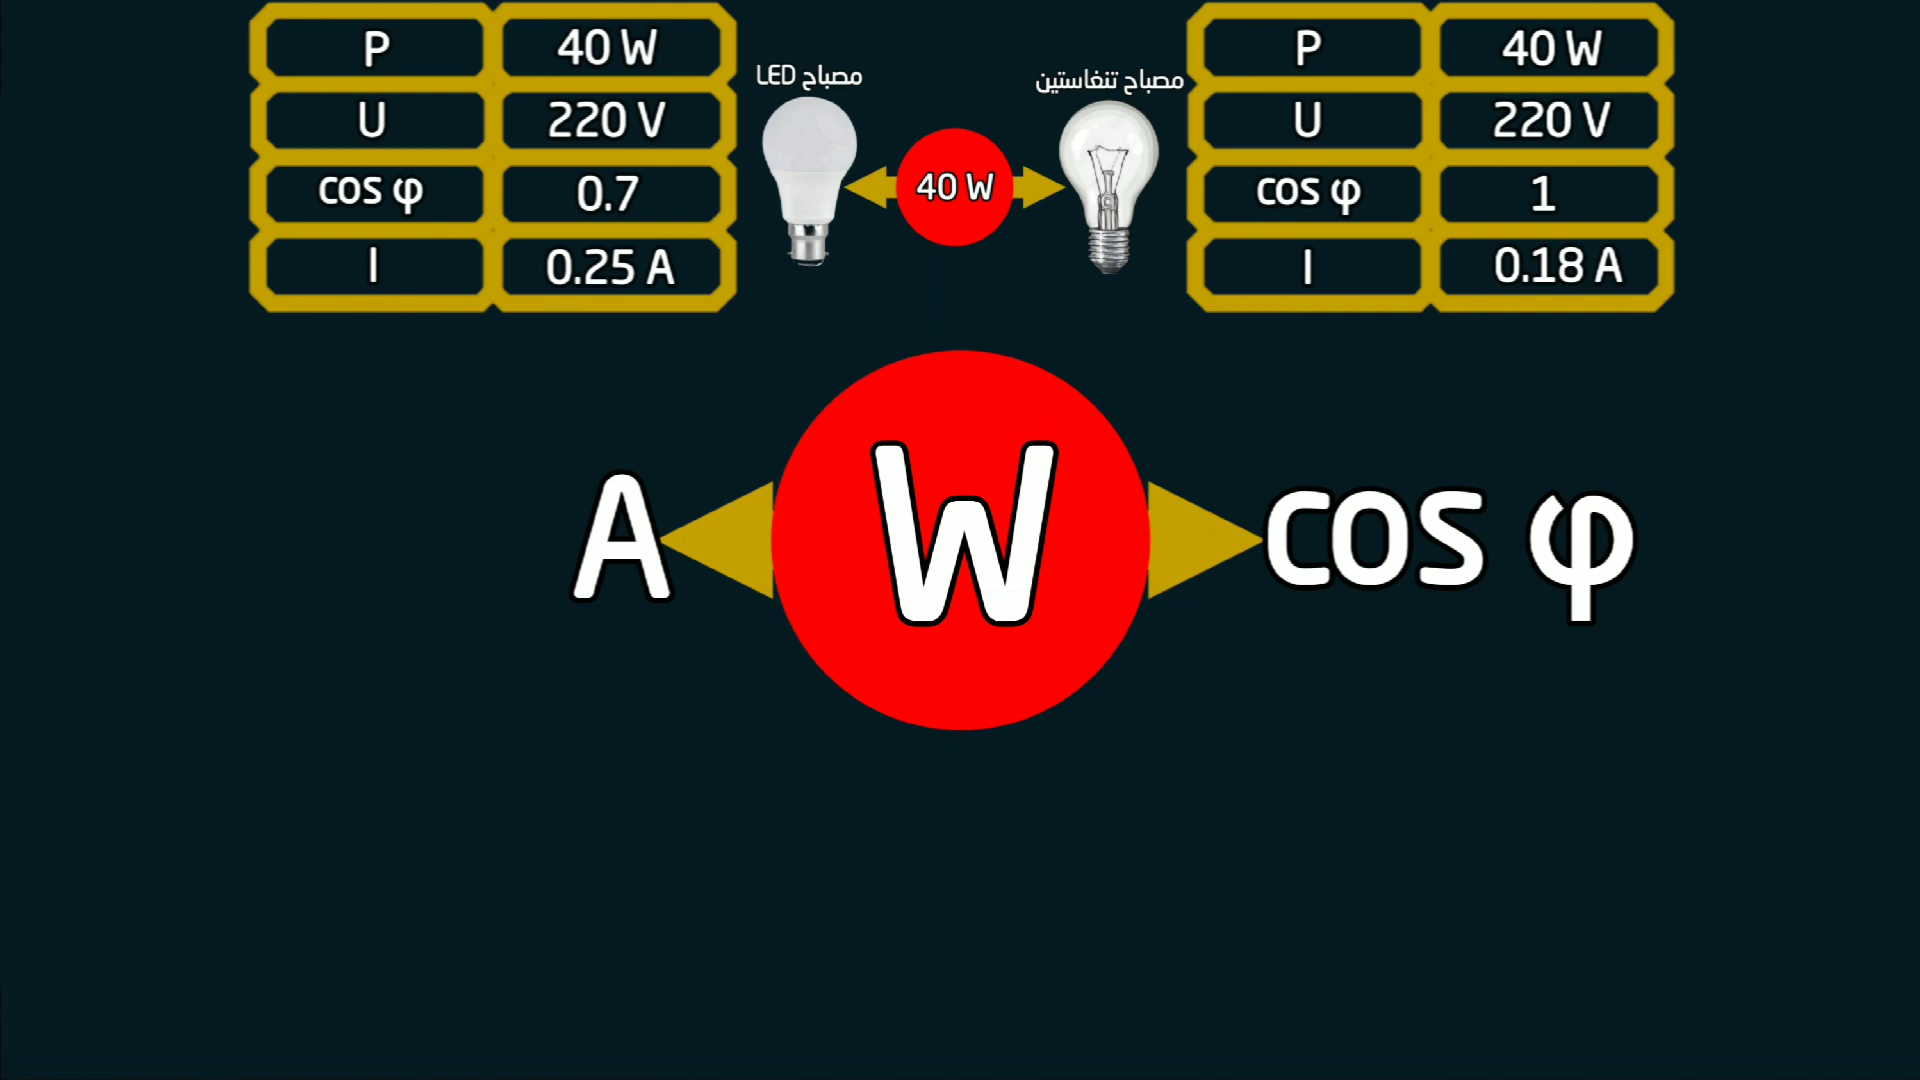 P 40 W
U 220 V
cos φ 0.7
I 0.25 A
مصباح LED
40 W
مصباح تنغاستين
P 40 W
U 220 V
cos φ 1
I 0.18 A
A W cos φ